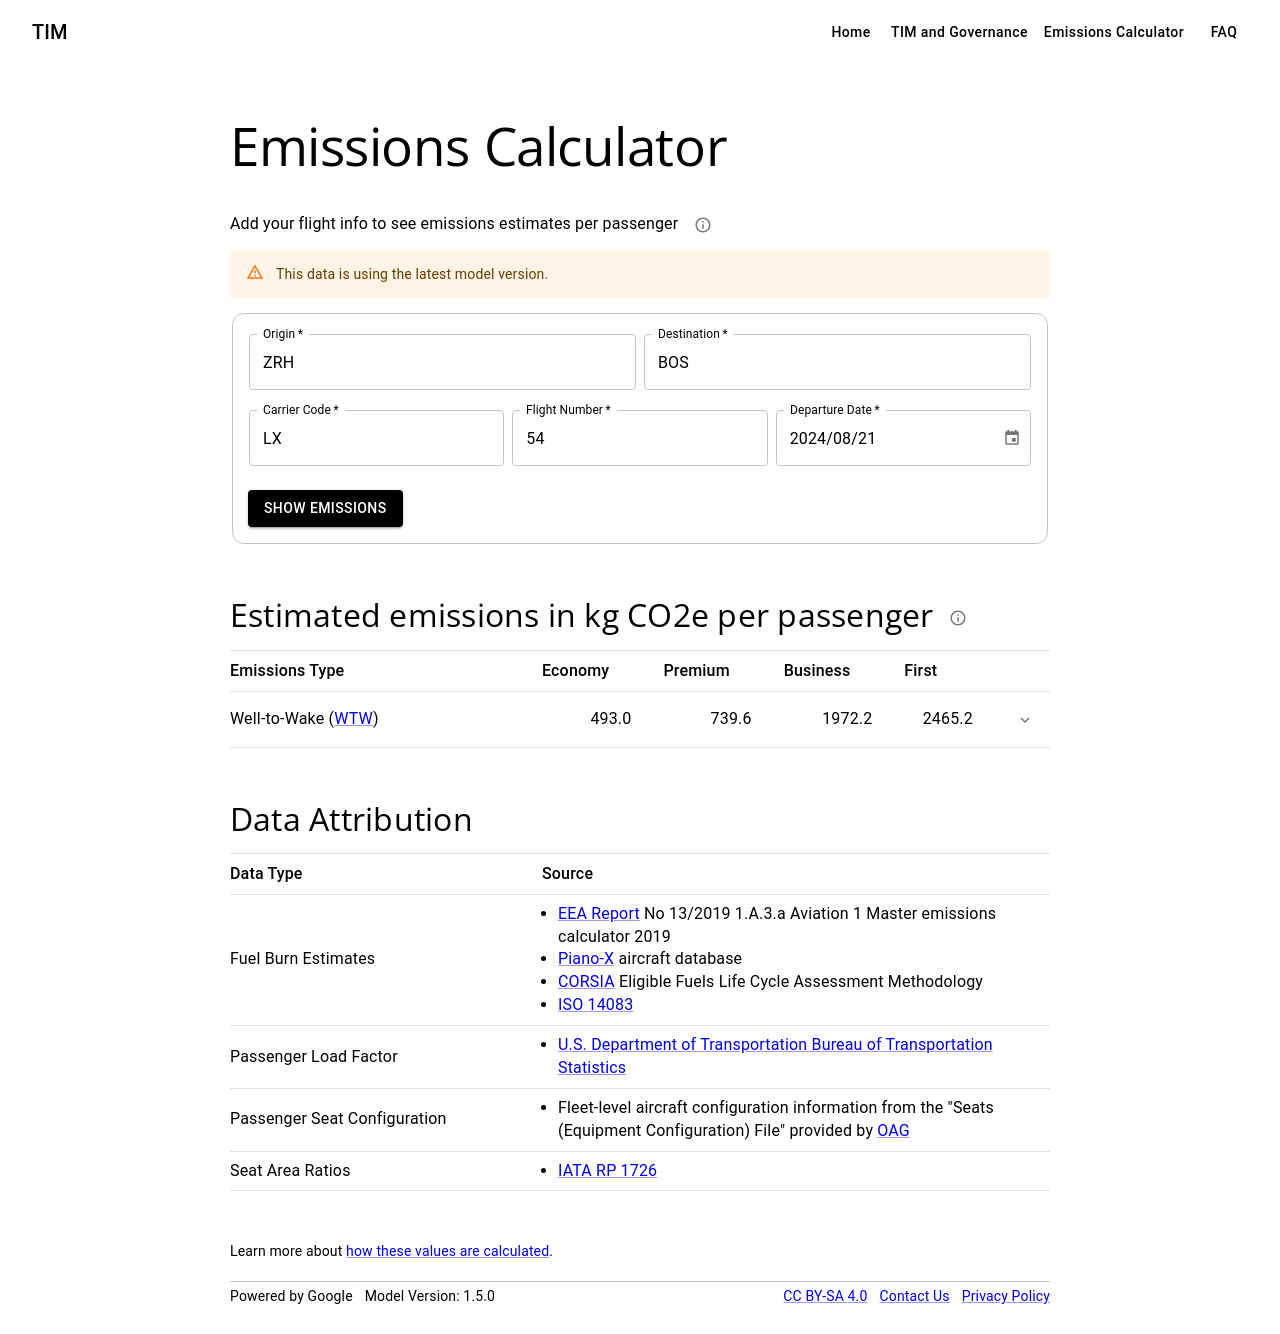 TIM
Home
TIM and Governance
Emissions Calculator
FAQ
Emissions Calculator
Add your flight info to see emissions estimates per passenger
This data is using the latest model version.
Origin *
ZRH
Destination *
BOS
Carrier Code *
LX
Flight Number *
54
Departure Date *
2024/08/21
SHOW EMISSIONS
Estimated emissions in kg CO2e per passenger
Emissions Type Economy Premium Business First
Well-to-Wake (WTW) 493.0 739.6 1972.2 2465.2
Data Attribution
Data Type Source
Fuel Burn Estimates
• EEA Report No 13/2019 1.A.3.a Aviation 1 Master emissions
calculator 2019
• Piano-X aircraft database
• CORSIA Eligible Fuels Life Cycle Assessment Methodology
• ISO 14083
Passenger Load Factor
• U.S. Department of Transportation Bureau of Transportation
Statistics
Passenger Seat Configuration
• Fleet-level aircraft configuration information from the "Seats
(Equipment Configuration) File" provided by OAG
Seat Area Ratios
• IATA RP 1726
Learn more about how these values are calculated.
Powered by Google Model Version: 1.5.0
CC BY-SA 4.0 Contact Us Privacy Policy